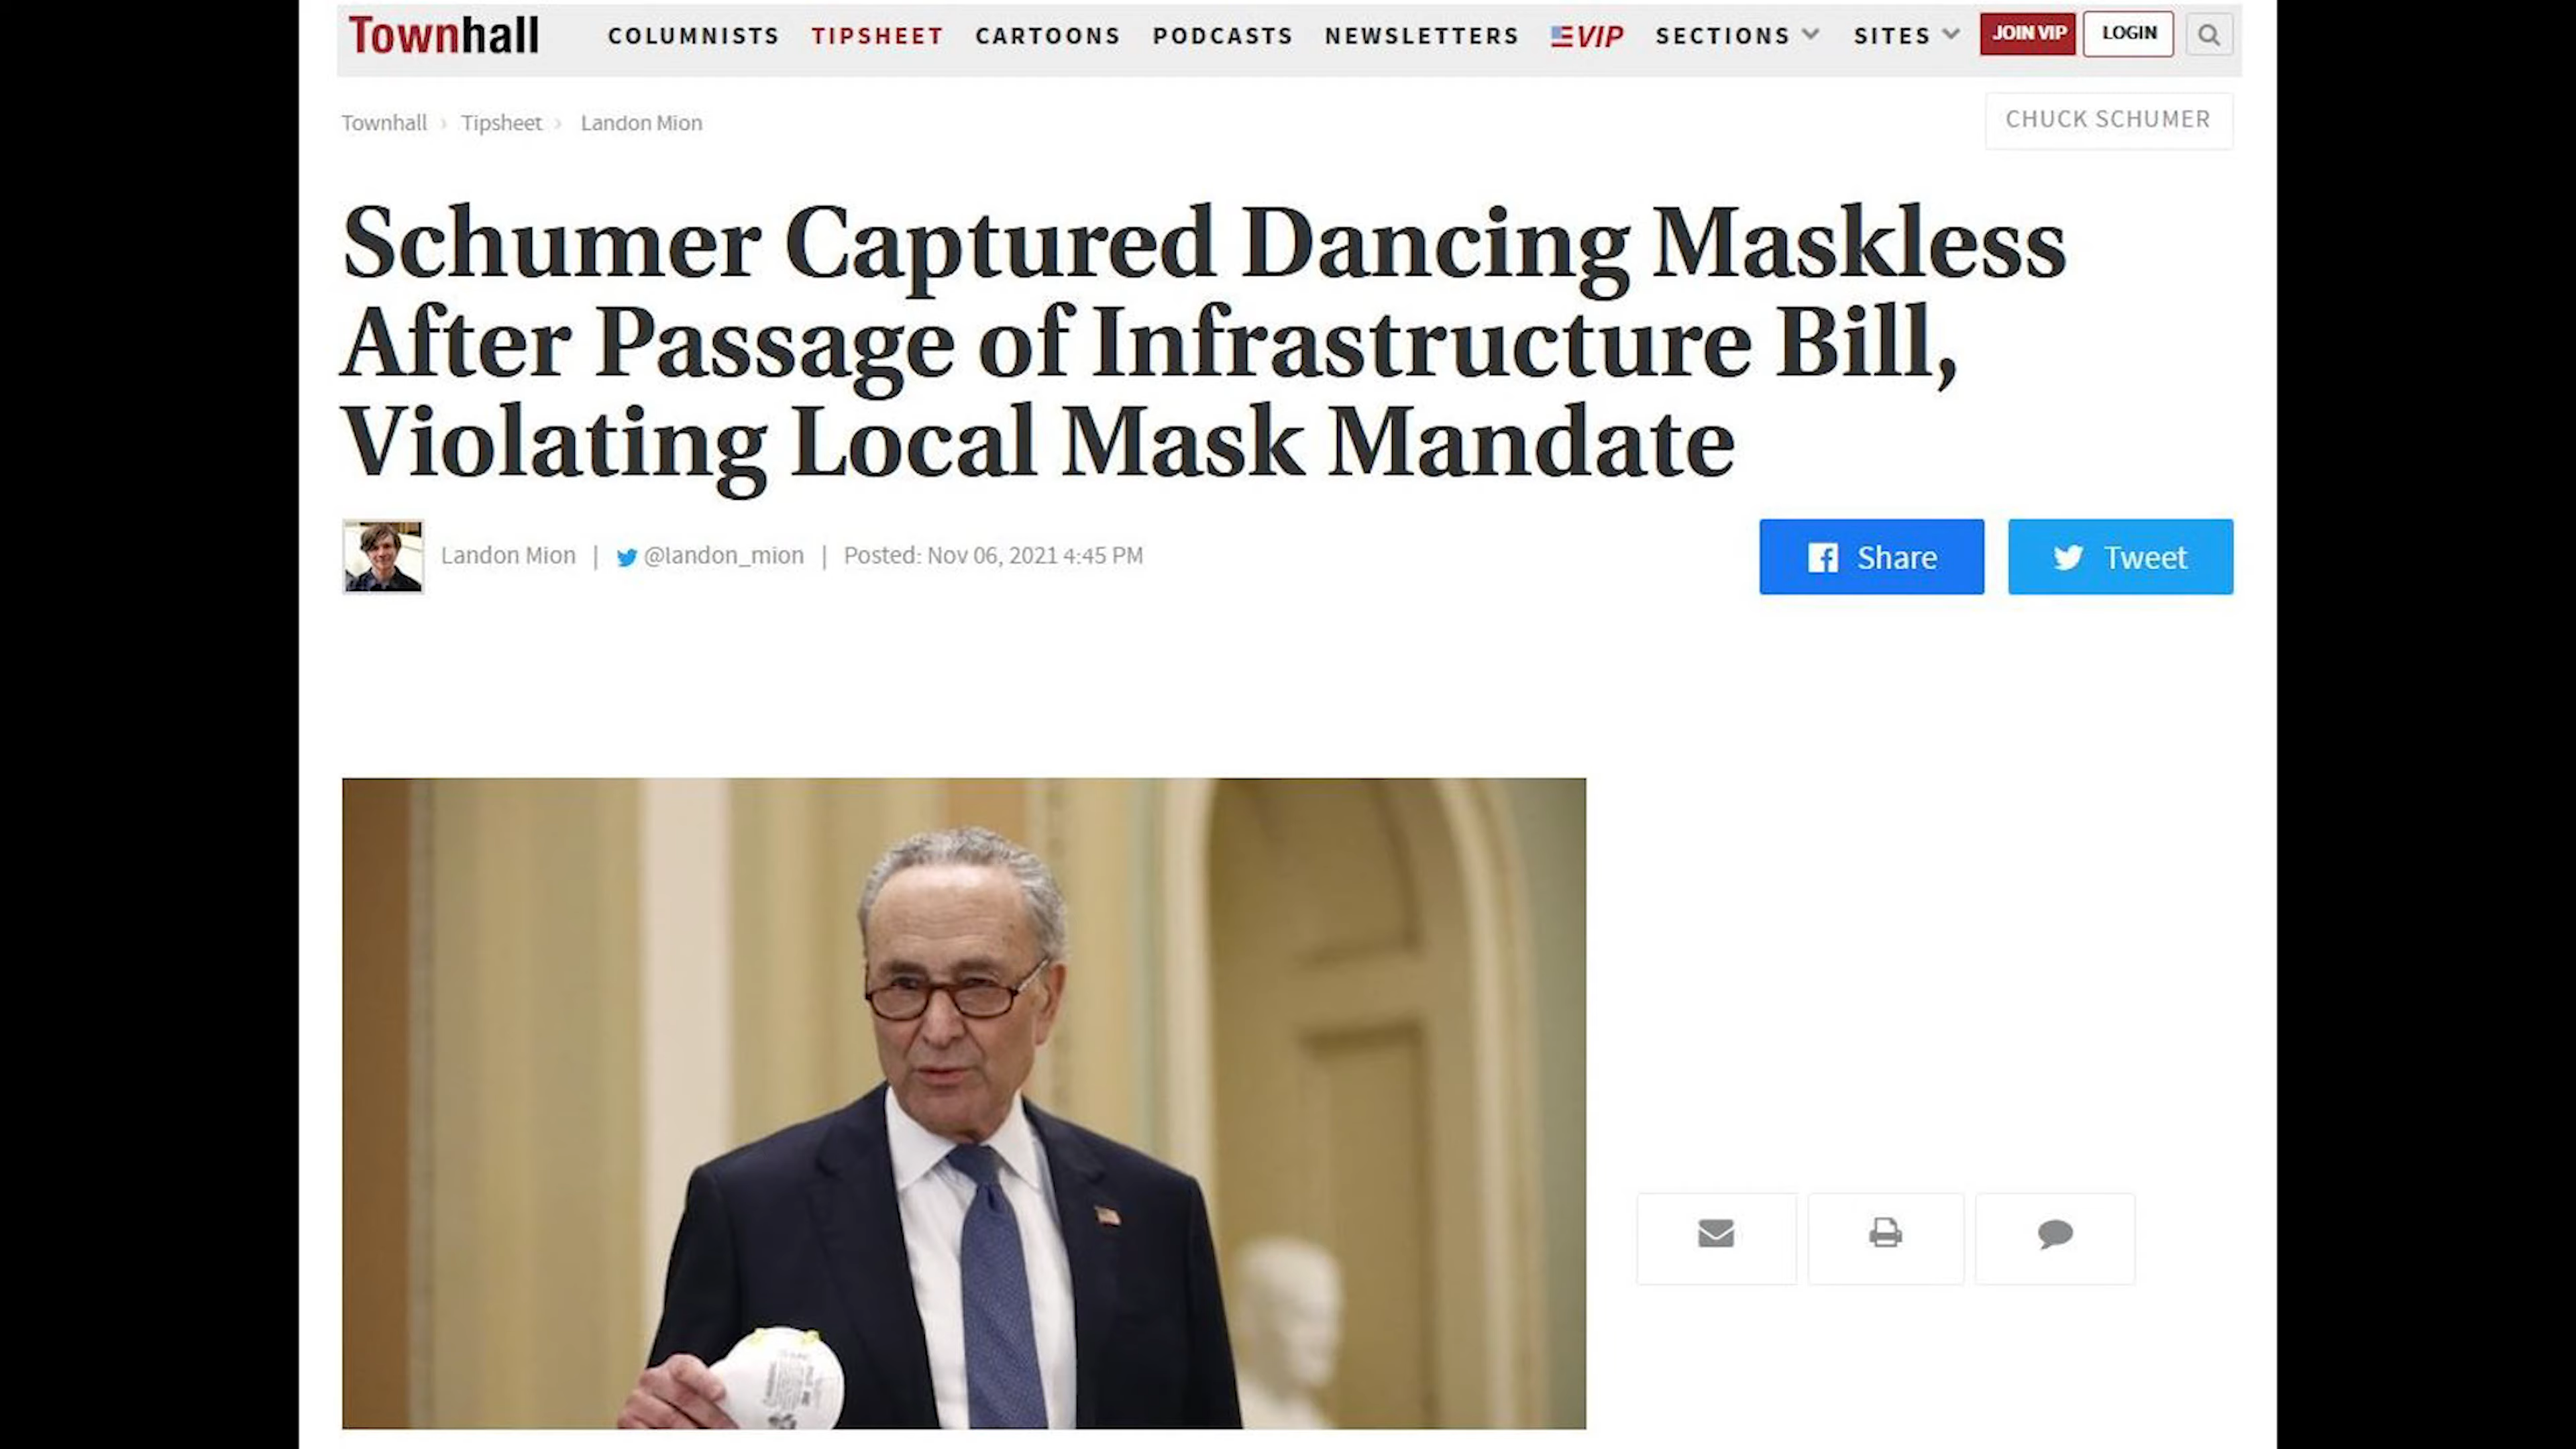 Townhall COLUMNISTS TIPSHEET CARTOONS PODCASTS NEWSLETTERS VIP SECTIONS SITES JOIN VIP LOGIN
Townhall › Tipsheet › Landon Mion
CHUCK SCHUMER
Schumer Captured Dancing Maskless
After Passage of Infrastructure Bill,
Violating Local Mask Mandate
Landon Mion | @landon_mion | Posted: Nov 06, 2021 4:45 PM
Share Tweet